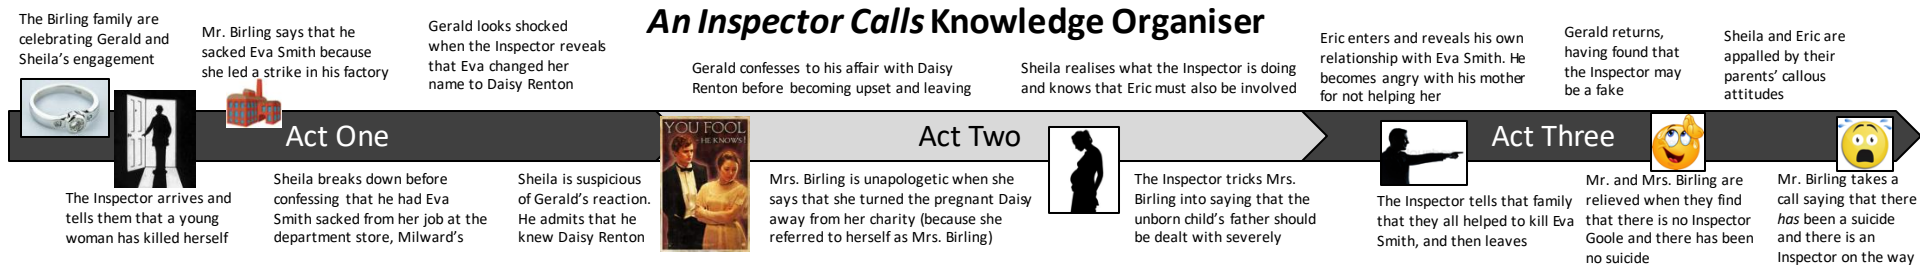 An Inspector Calls Knowledge Organiser
The Birling family are
celebrating Gerald and
Sheila's engagement
Mr. Birling says that he
sacked Eva Smith because
she led a strike in his factory
Gerald looks shocked
when the Inspector reveals
that Eva changed her
name to Daisy Renton
Gerald confesses to his affair with Daisy
Renton before becoming upset and leaving
Sheila realises what the Inspector is doing
and knows that Eric must also be involved
Eric enters and reveals his own
relationship with Eva Smith. He
becomes angry with his mother
for not helping her
Gerald returns,
having found that
the Inspector may
be a fake
Sheila and Eric are
appalled by their
parents' callous
attitudes
Act One
YOU FOOL
- HE KNOWS!
Act Two
Act Three
The Inspector arrives and
tells them that a young
woman has killed herself
Sheila breaks down before
confessing that he had Eva
Smith sacked from her job at the
department store, Milward's
Sheila is suspicious
of Gerald's reaction.
He admits that he
knew Daisy Renton
Mrs. Birling is unapologetic when she
says that she turned the pregnant Daisy
away from her charity (because she
referred to herself as Mrs. Birling)
The Inspector tricks Mrs.
Birling into saying that the
unborn child's father should
be dealt with severely
The Inspector tells that family
that they all helped to kill Eva
Smith, and then leaves
Mr. and Mrs. Birling are
relieved when they find
that there is no Inspector
Goole and there has been
no suicide
Mr. Birling takes a
call saying that there
has been a suicide
and there is an
Inspector on the way